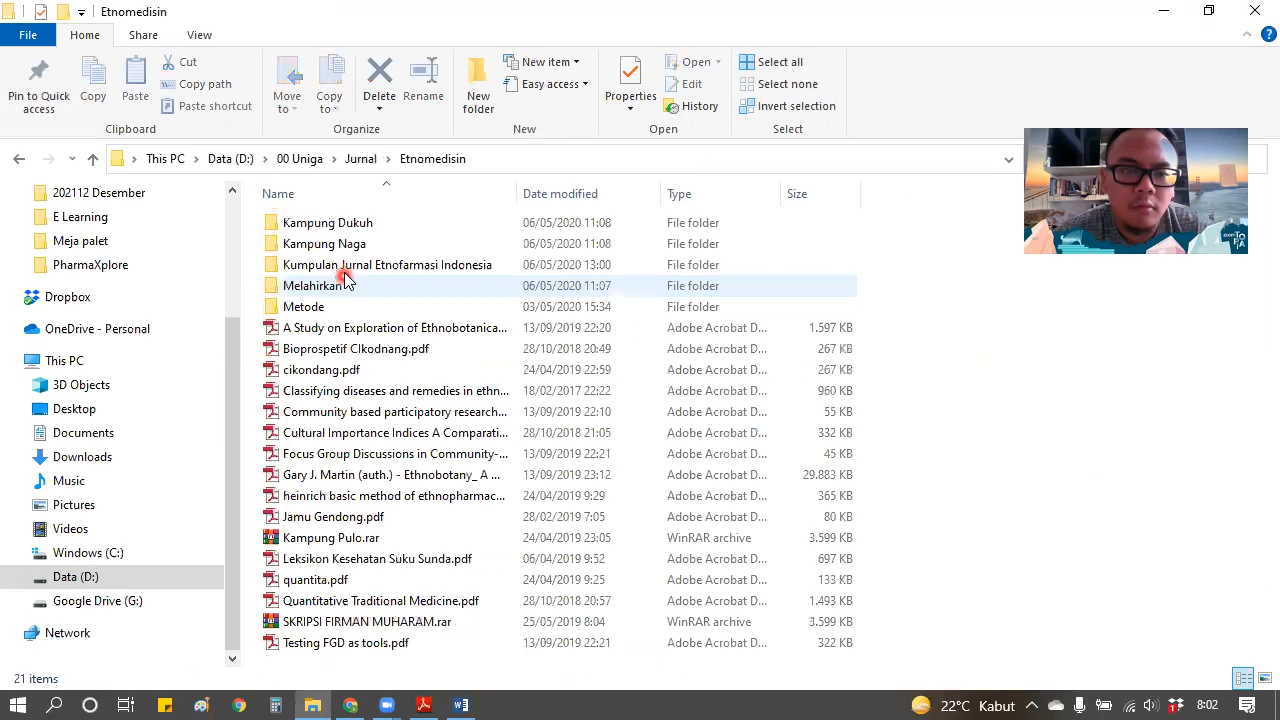 Etnomedisin
File Home Share View
Pin to Quick access
Copy
Paste
Cut
Copy path
Paste shortcut
Clipboard
Move to
Copy to
Delete
Rename
Organize
New folder
New item
Easy access
New
Properties
Open
Edit
History
Open
Select all
Select none
Invert selection
Select
This PC Data (D:) 00 Uniga Jurnal Etnomedisin
202112 Desember
E Learning
Meja palet
PharmaXplore
Dropbox
OneDrive - Personal
This PC
3D Objects
Desktop
Documents
Downloads
Music
Pictures
Videos
Windows (C:)
Data (D:)
Google Drive (G:)
Network
Name Date modified Type Size
Kampung Dukuh 06/05/2020 11:08 File folder
Kampung Naga 06/05/2020 11:08 File folder
Kumpulan Jurnal Etnofarmasi Indonesia 06/05/2020 13:00 File folder
Melahirkan 06/05/2020 11:07 File folder
Metode 03/05/2020 15:34 File folder
A Study on Exploration of Ethnobotanica... 13/09/2019 22:20 Adobe Acrobat D... 1.597 KB
Bioprospetif CIkodnang.pdf 28/10/2018 20:49 Adobe Acrobat D... 267 KB
cikondang.pdf 24/04/2019 22:59 Adobe Acrobat D... 267 KB
Classifying diseases and remedies in ethn... 18/02/2017 22:22 Adobe Acrobat D... 960 KB
Community based participatory research... 13/09/2019 22:10 Adobe Acrobat D... 55 KB
Cultural Importance Indices A Comparati... 28/10/2018 21:05 Adobe Acrobat D... 332 KB
Focus Group Discussions in Community-... 13/09/2019 22:21 Adobe Acrobat D... 45 KB
Gary J. Martin (auth.) - Ethnobotany_ A ... 13/09/2019 23:12 Adobe Acrobat D... 29.883 KB
heinrich basic method of ethnopharmac... 24/04/2019 9:29 Adobe Acrobat D... 365 KB
Jamu Gendong.pdf 28/02/2019 7:05 Adobe Acrobat D... 80 KB
Kampung Pulo.rar 24/04/2019 23:05 WinRAR archive 3.599 KB
Leksikon Kesehatan Suku Sunda.pdf 06/04/2019 9:52 Adobe Acrobat D... 697 KB
quantita.pdf 24/04/2019 9:25 Adobe Acrobat D... 133 KB
Quantitative Traditional Medicine.pdf 28/10/2018 20:57 Adobe Acrobat D... 1.493 KB
SKRIPSI FIRMAN MUHARAM.rar 25/05/2019 8:04 WinRAR archive 3.599 KB
Testing FGD as tools.pdf 13/09/2019 22:21 Adobe Acrobat D... 322 KB
21 items
22°C Kabut 8:02